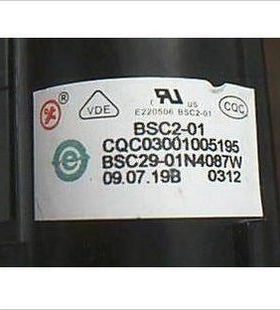 VDE
US
E220506 BSC2-01
CQC
BSC2-01
CQC03001005195
BSC29-01N4087W
09.07.19B 0312